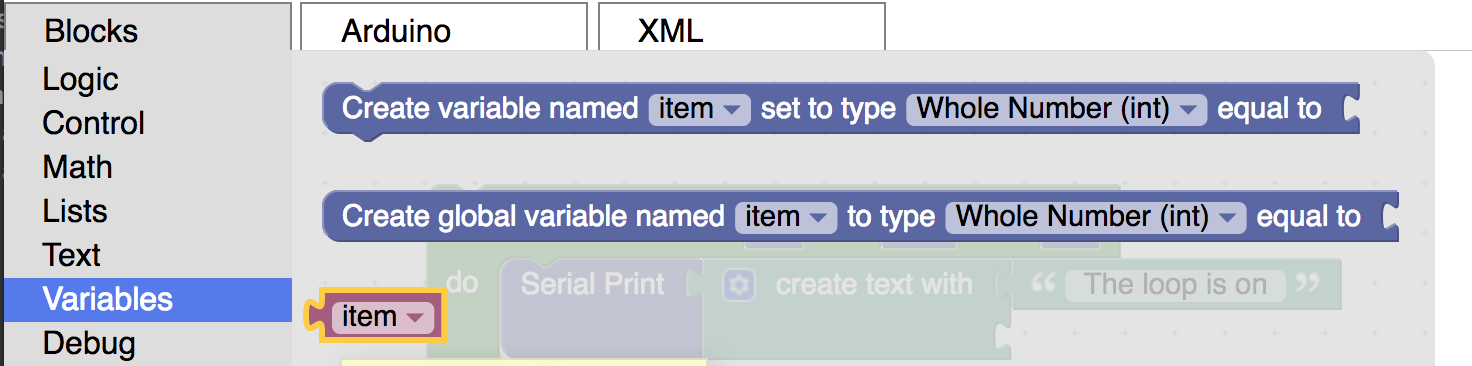 Blocks
Arduino
XML
Logic
Control
Math
Lists
Text
Variables
Debug
Create variable named item set to type Whole Number (int) equal to
Create global variable named item to type Whole Number (int) equal to
do Serial Print create text with “ The loop is on ”
item